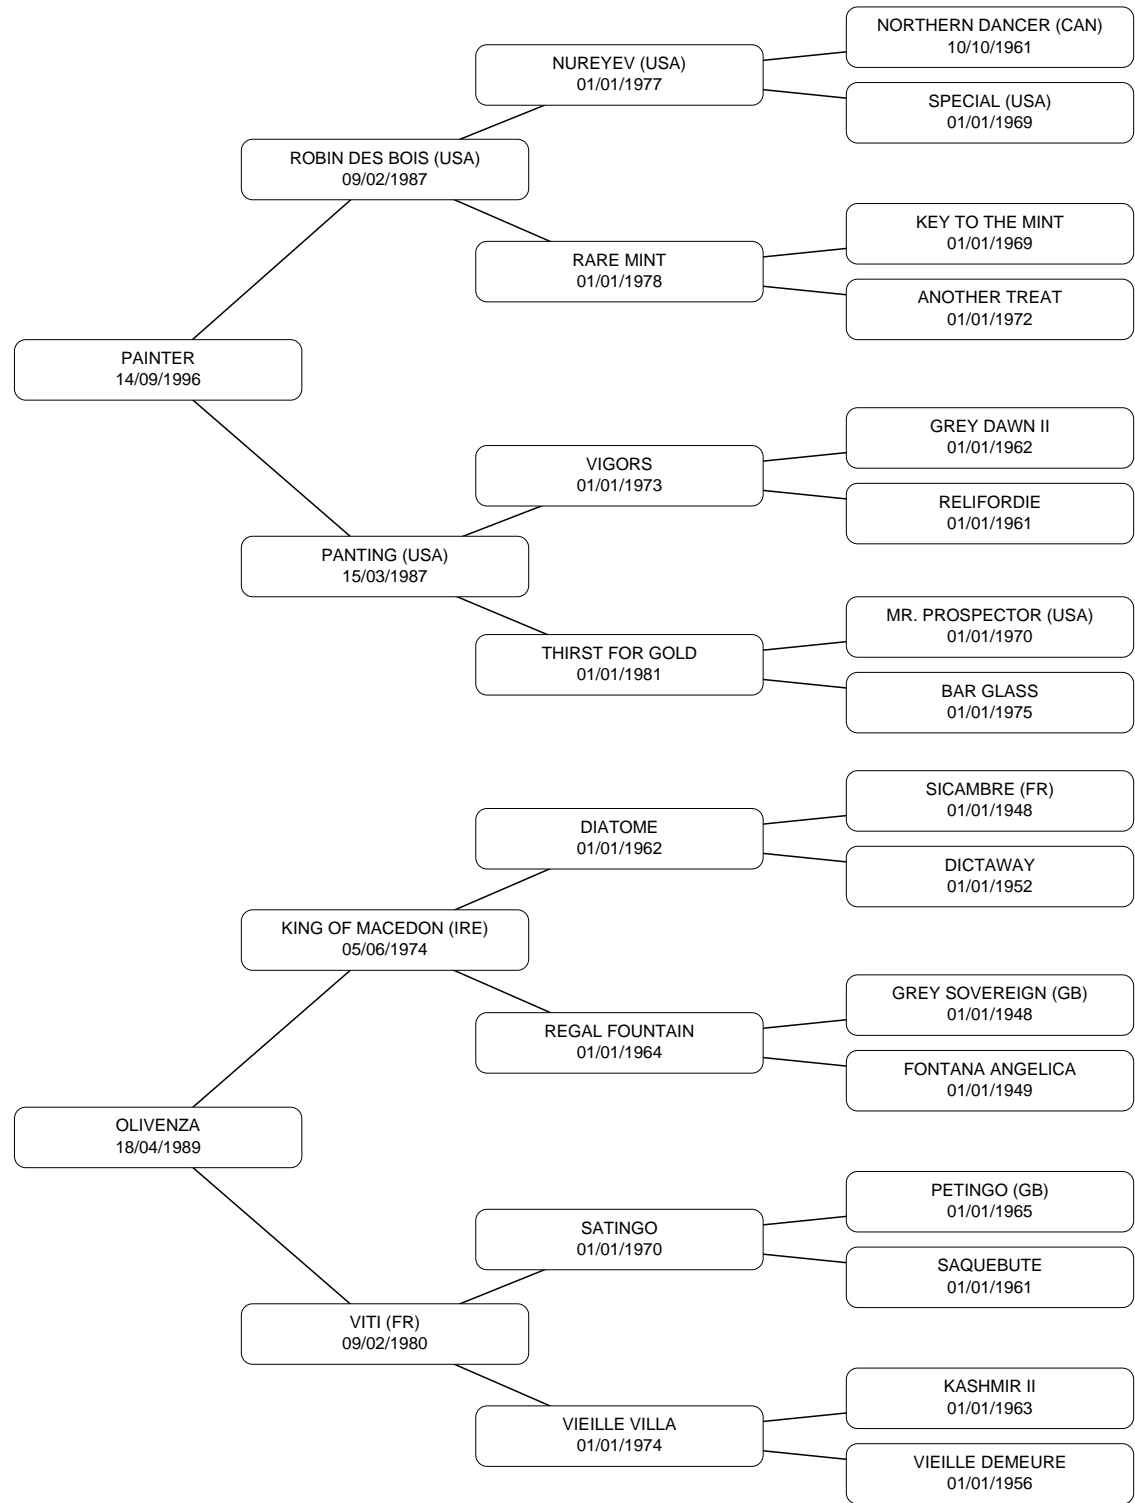 NORTHERN DANCER (CAN)
10/10/1961
NUREYEV (USA)
01/01/1977
SPECIAL (USA)
01/01/1969
ROBIN DES BOIS (USA)
09/02/1987
KEY TO THE MINT
01/01/1969
RARE MINT
01/01/1978
ANOTHER TREAT
01/01/1972
PAINTER
14/09/1996
GREY DAWN II
01/01/1962
VIGORS
01/01/1973
RELIFORDIE
01/01/1961
PANTING (USA)
15/03/1987
MR. PROSPECTOR (USA)
01/01/1970
THIRST FOR GOLD
01/01/1981
BAR GLASS
01/01/1975
SICAMBRE (FR)
01/01/1948
DIATOME
01/01/1962
DICTAWAY
01/01/1952
KING OF MACEDON (IRE)
05/06/1974
GREY SOVEREIGN (GB)
01/01/1948
REGAL FOUNTAIN
01/01/1964
FONTANA ANGELICA
01/01/1949
OLIVENZA
18/04/1989
PETINGO (GB)
01/01/1965
SATINGO
01/01/1970
SAQUEBUTE
01/01/1961
VITI (FR)
09/02/1980
KASHMIR II
01/01/1963
VIEILLE VILLA
01/01/1974
VIEILLE DEMEURE
01/01/1956